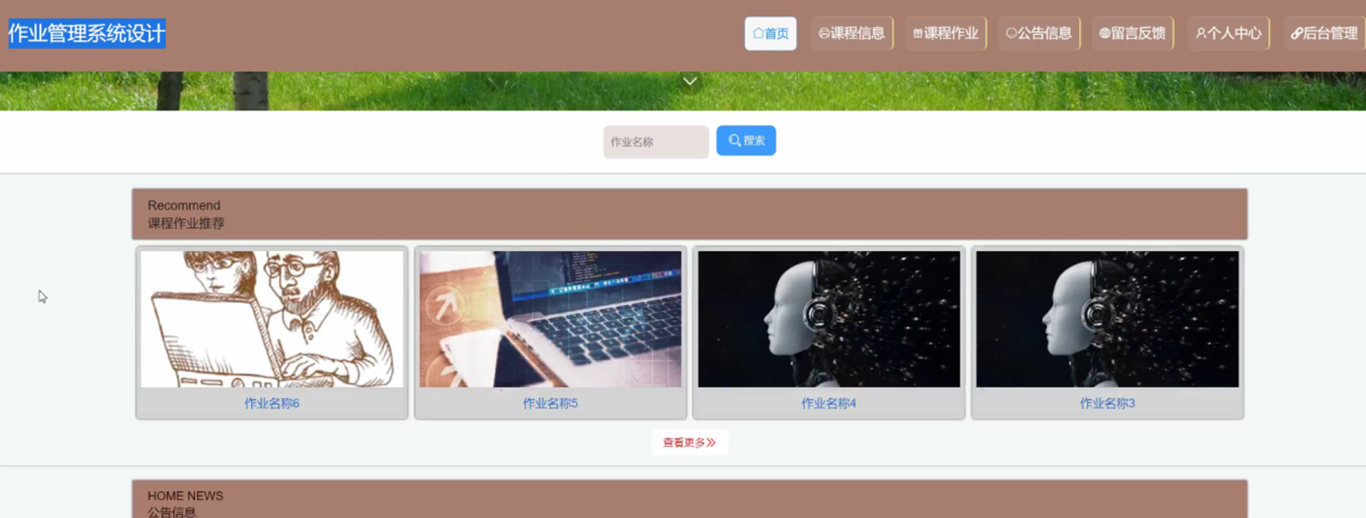 作业管理系统设计
首页
课程信息
课程作业
公告信息
留言反馈
个人中心
后台管理
作业名称
搜索
Recommend
课程作业推荐
作业名称6
作业名称5
作业名称4
作业名称3
查看更多
HOME NEWS
公告信息